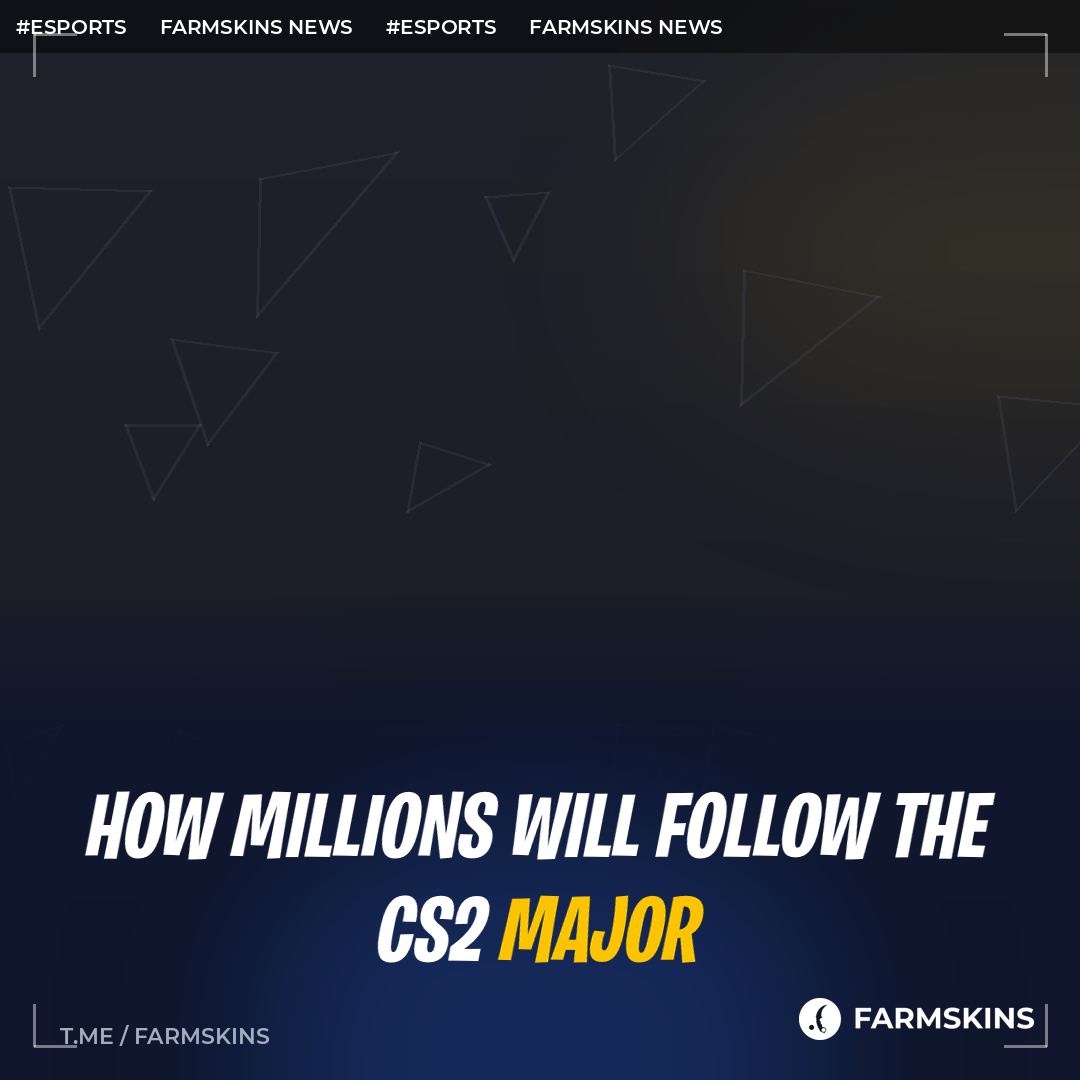 #ESPORTS FARMSKINS NEWS #ESPORTS FARMSKINS NEWS
HOW MILLIONS WILL FOLLOW THE
CS2 MAJOR
T.ME / FARMSKINS
FARMSKINS